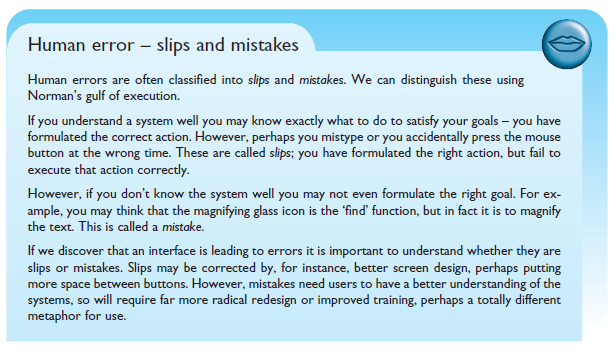 Human error – slips and mistakes
Human errors are often classified into slips and mistakes. We can distinguish these using
Norman's gulf of execution.
If you understand a system well you may know exactly what to do to satisfy your goals – you have
formulated the correct action. However, perhaps you mistype or you accidentally press the mouse
button at the wrong time. These are called slips; you have formulated the right action, but fail to
execute that action correctly.
However, if you don't know the system well you may not even formulate the right goal. For ex-
ample, you may think that the magnifying glass icon is the 'find' function, but in fact it is to magnify
the text. This is called a mistake.
If we discover that an interface is leading to errors it is important to understand whether they are
slips or mistakes. Slips may be corrected by, for instance, better screen design, perhaps putting
more space between buttons. However, mistakes need users to have a better understanding of the
systems, so will require far more radical redesign or improved training, perhaps a totally different
metaphor for use.